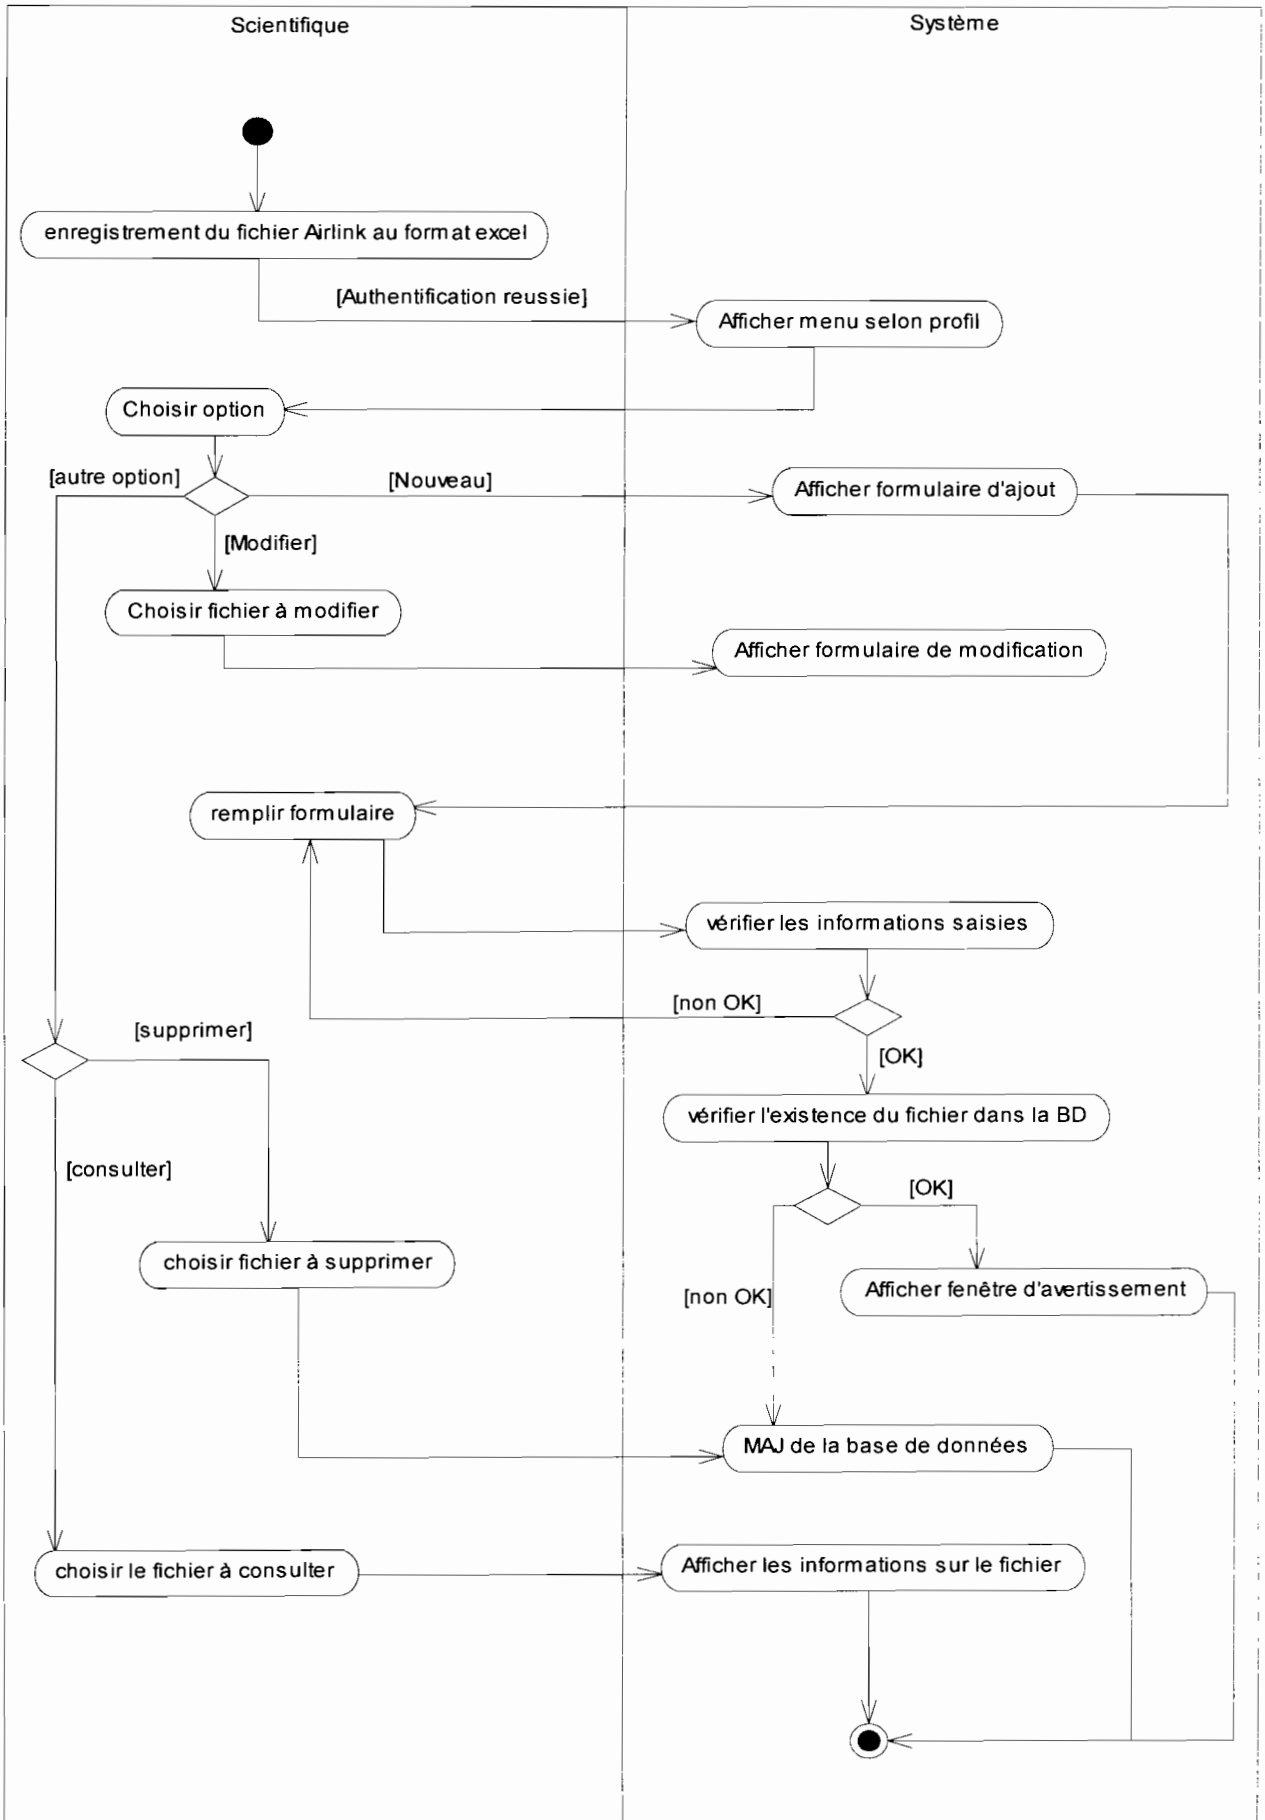 Scientifique
Système
enregistrement du fichier Airlink au format excel
[Authentification reussie]
Afficher menu selon profil
Choisir option
[autre option]
[Nouveau]
Afficher formulaire d'ajout
[Modifier]
Choisir fichier à modifier
Afficher formulaire de modification
remplir formulaire
vérifier les informations saisies
[non OK]
[supprimer]
[OK]
vérifier l'existence du fichier dans la BD
[consulter]
[OK]
choisir fichier à supprimer
[non OK]
Afficher fenêtre d'avertissement
MAJ de la base de données
choisir le fichier à consulter
Afficher les informations sur le fichier